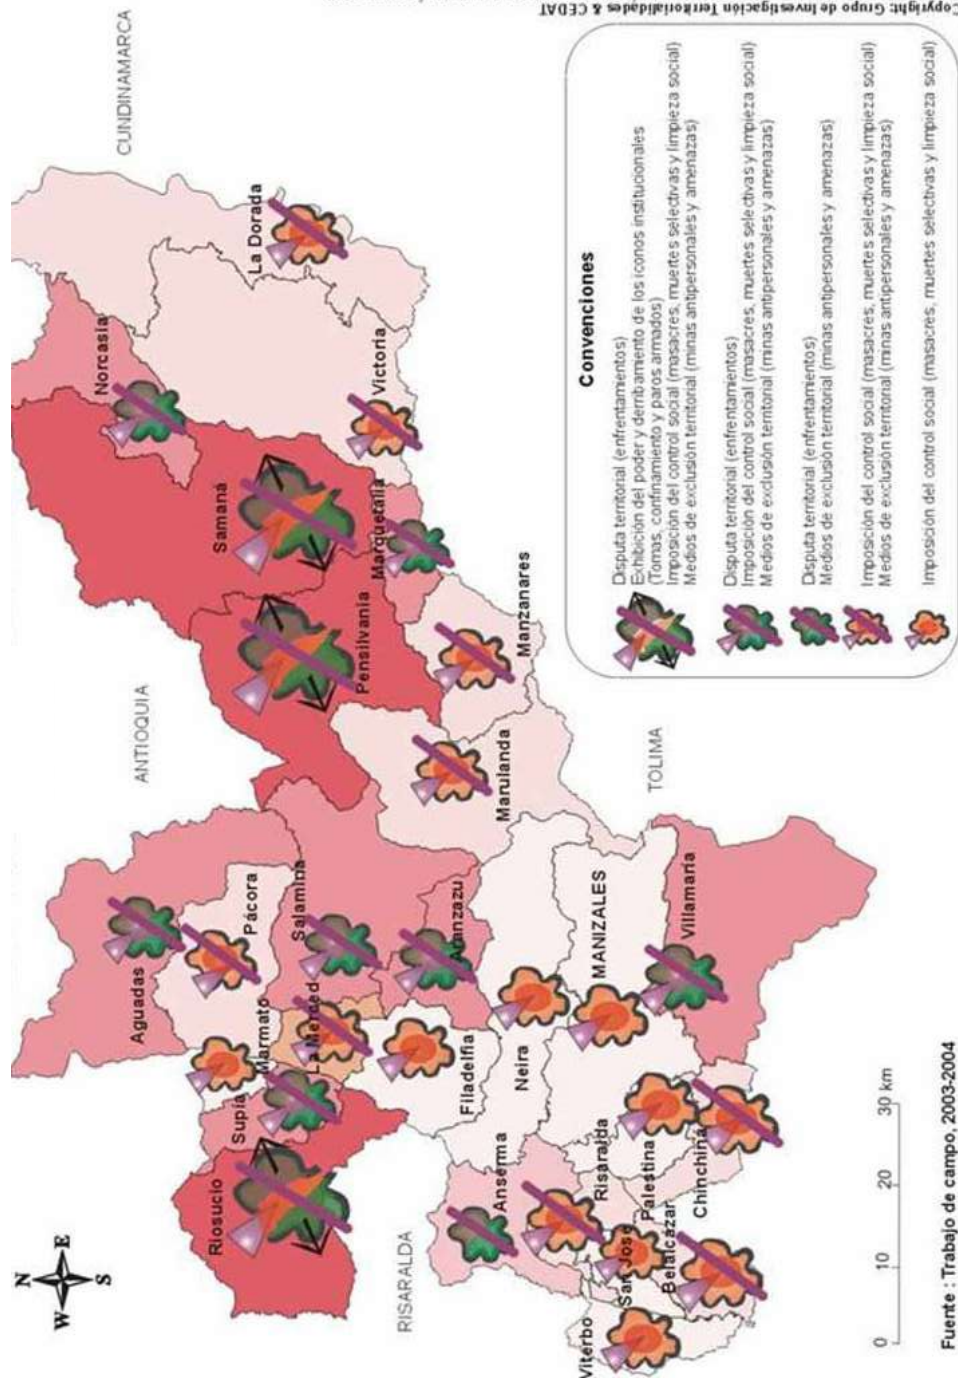 N
E
W
S
CUNDINAMARCA
ANTIOQUIA
TOLIMA
RISARALDA
La Dorada
Norcasia
Victoria
Samaná
Marquetalia
Pensilvania
Manzanares
Marulanda
Aguadas
Pácora
Salamina
Aranzazu
Marmato
La Merced
Supía
Riosucio
Filadelfia
Neira
MANIZALES
Villamaría
Anserma
Risaralda
Palestina
Chinchiná
San José
Belalcázar
Viterbo
Convenciones
Disputa territorial (enfrentamientos)
Exhibición del poder y derribamiento de los iconos institucionales
(Tomas, confinamiento y paros armados)
Imposición del control social (masacres, muertes selectivas y limpieza social)
Medios de exclusión territorial (minas antipersonales y amenazas)
Disputa territorial (enfrentamientos)
Imposición del control social (masacres, muertes selectivas y limpieza social)
Medios de exclusión territorial (minas antipersonales y amenazas)
Disputa territorial (enfrentamientos)
Medios de exclusión territorial (minas antipersonales y amenazas)
Imposición del control social (masacres, muertes selectivas y limpieza social)
Medios de exclusión territorial (minas antipersonales y amenazas)
Imposición del control social (masacres, muertes selectivas y limpieza social)
0 10 20 30 km
Fuente : Trabajo de campo, 2003-2004
Copyright: Grupo de Investigación Territorialidades & CEDAT